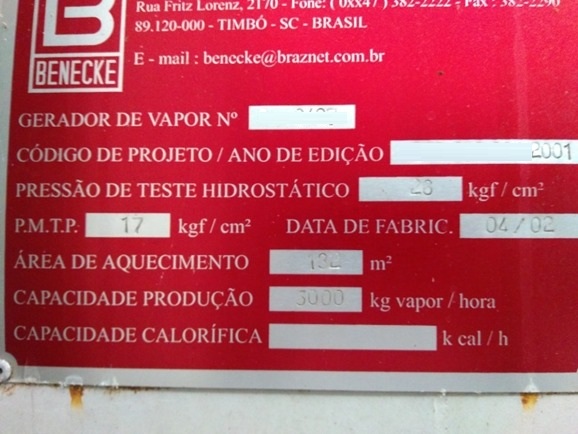 B
BENECKE
Rua Fritz Lorenz, 2170 - Fone: ( 0xx47 ) 382-2222 - Fax : 382-2290
89.120-000 - TIMBÓ - SC - BRASIL
E - mail : benecke@braznet.com.br
GERADOR DE VAPOR Nº
CÓDIGO DE PROJETO / ANO DE EDIÇÃO 2001
PRESSÃO DE TESTE HIDROSTÁTICO 26 kgf / cm²
P.M.T.P. 17 kgf / cm² DATA DE FABRIC. 04/02
ÁREA DE AQUECIMENTO m²
CAPACIDADE PRODUÇÃO kg vapor / hora
CAPACIDADE CALORÍFICA k cal / h